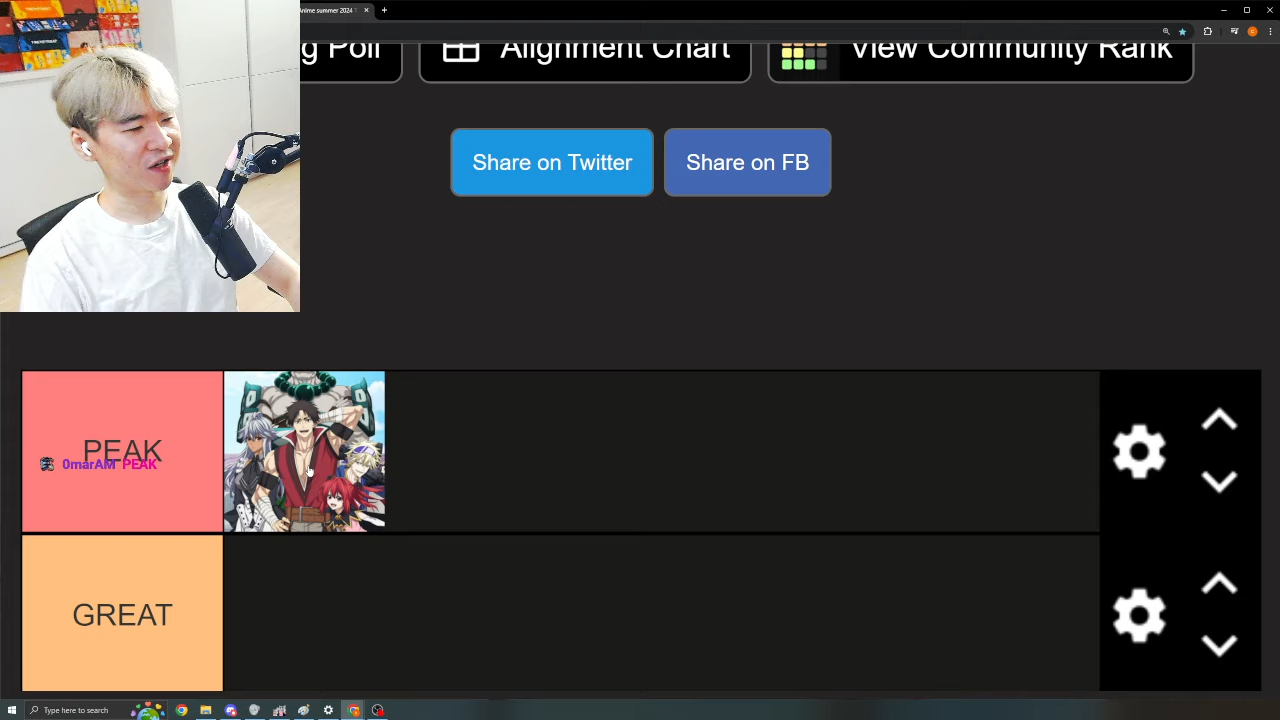 Anime summer 2024 T
g Poll
Alignment Chart
View Community Rank
Share on Twitter
Share on FB
PEAK
0marAM PEAK
GREAT
Type here to search